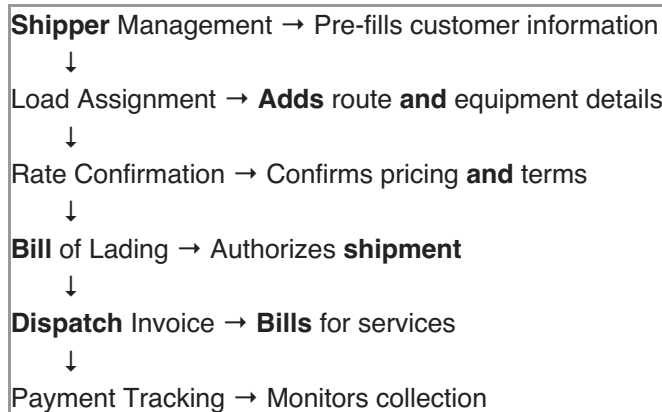 Shipper Management → Pre-fills customer information
↓
Load Assignment → Adds route and equipment details
↓
Rate Confirmation → Confirms pricing and terms
↓
Bill of Lading → Authorizes shipment
↓
Dispatch Invoice → Bills for services
↓
Payment Tracking → Monitors collection